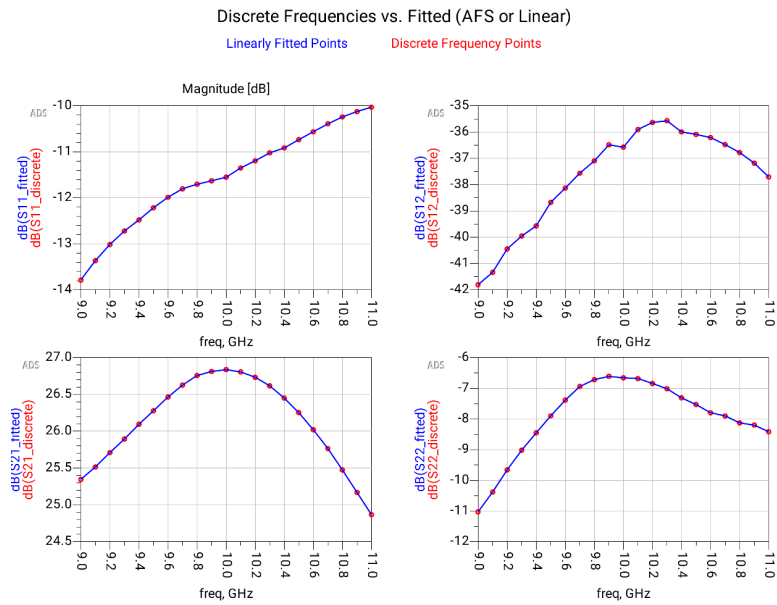 Discrete Frequencies vs. Fitted (AFS or Linear)
Linearly Fitted Points Discrete Frequency Points
Magnitude [dB]
ADS
dB(S11_fitted)
dB(S11_discrete)
-10
-11
-12
-13
-14
9.0 9.2 9.4 9.6 9.8 10.0 10.2 10.4 10.6 10.8 11.0
freq, GHz
ADS
dB(S12_fitted)
dB(S12_discrete)
-35
-36
-37
-38
-39
-40
-41
-42
9.0 9.2 9.4 9.6 9.8 10.0 10.2 10.4 10.6 10.8 11.0
freq, GHz
ADS
dB(S21_fitted)
dB(S21_discrete)
27.0
26.5
26.0
25.5
25.0
24.5
9.0 9.2 9.4 9.6 9.8 10.0 10.2 10.4 10.6 10.8 11.0
freq, GHz
ADS
dB(S22_fitted)
dB(S22_discrete)
-6
-7
-8
-9
-10
-11
-12
9.0 9.2 9.4 9.6 9.8 10.0 10.2 10.4 10.6 10.8 11.0
freq, GHz